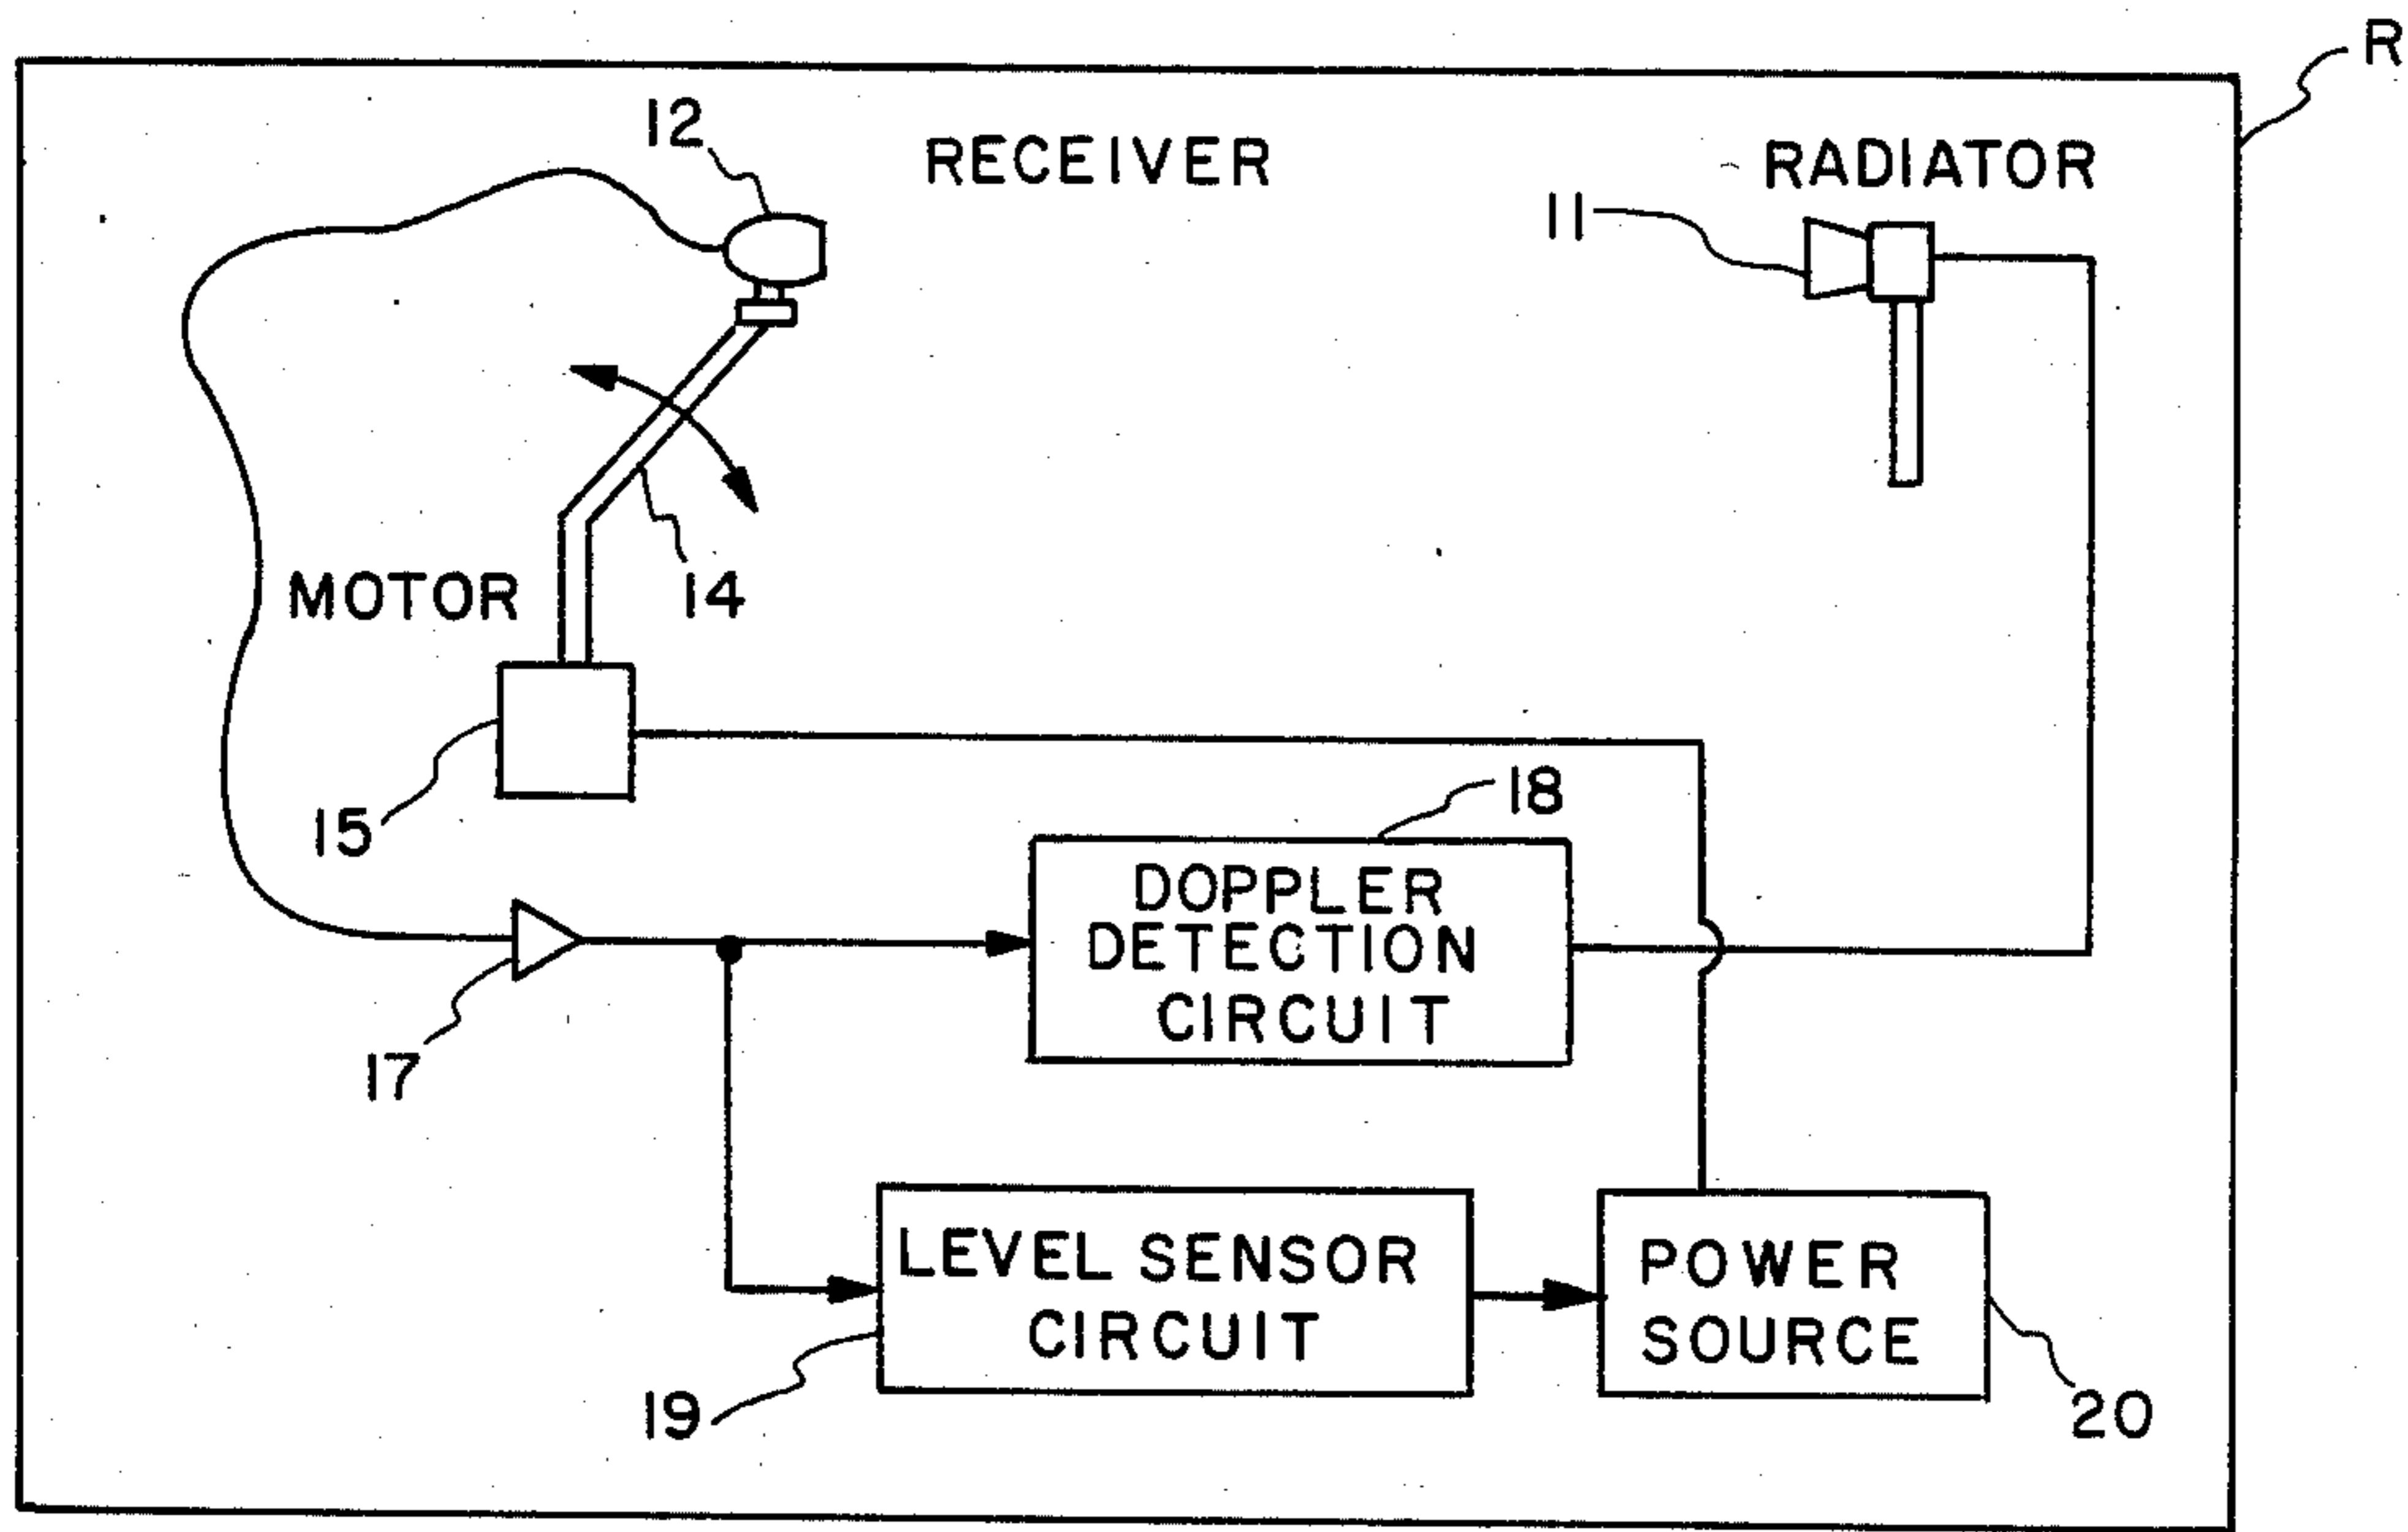 R
12
RECEIVER
RADIATOR
11
MOTOR
14
15
18
DOPPLER
DETECTION
CIRCUIT
17
LEVEL SENSOR
CIRCUIT
POWER
SOURCE
19
20